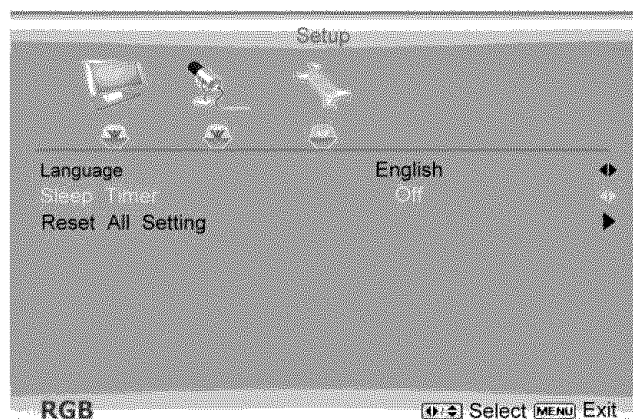 Setup
Language English
Sleep Timer Off
Reset All Setting
RGB Select MENU Exit